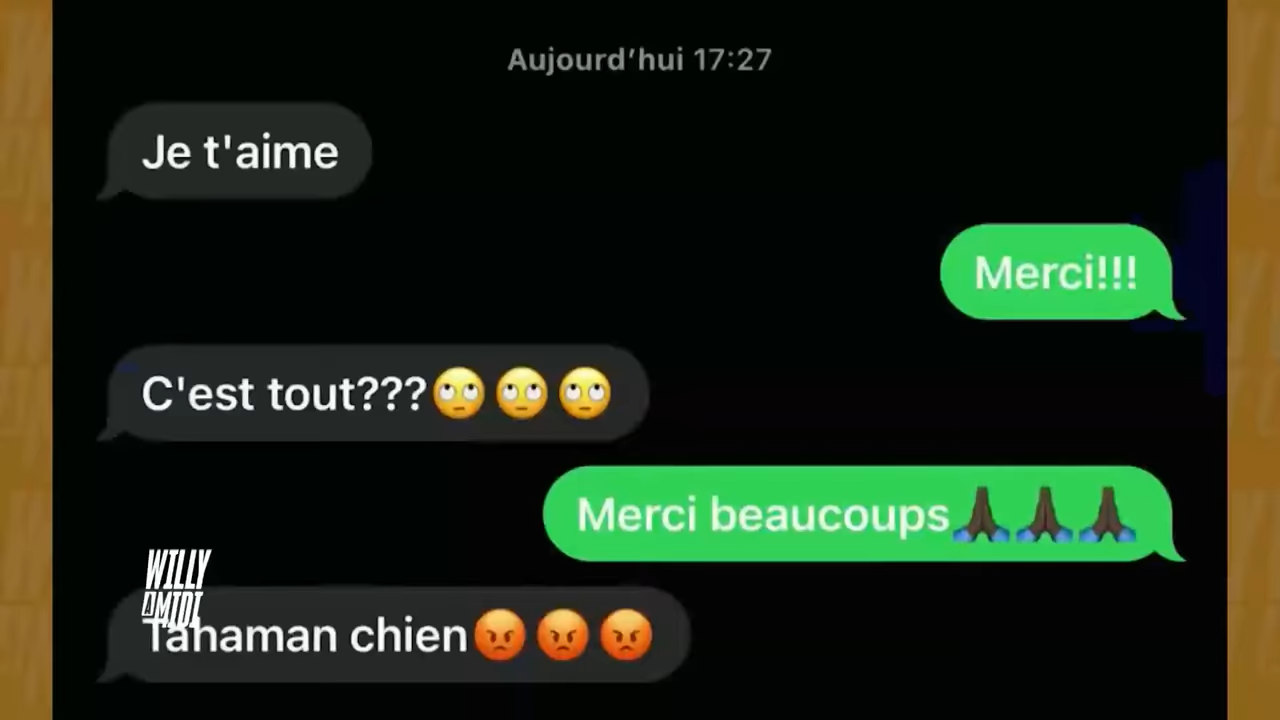 Aujourd’hui 17:27
Je t'aime
Merci!!!
C'est tout???🙄🙄🙄
Merci beaucoups🙏🏿🙏🏿🙏🏿
WILLY
À MIDI
Tahaman chien😡😡😡